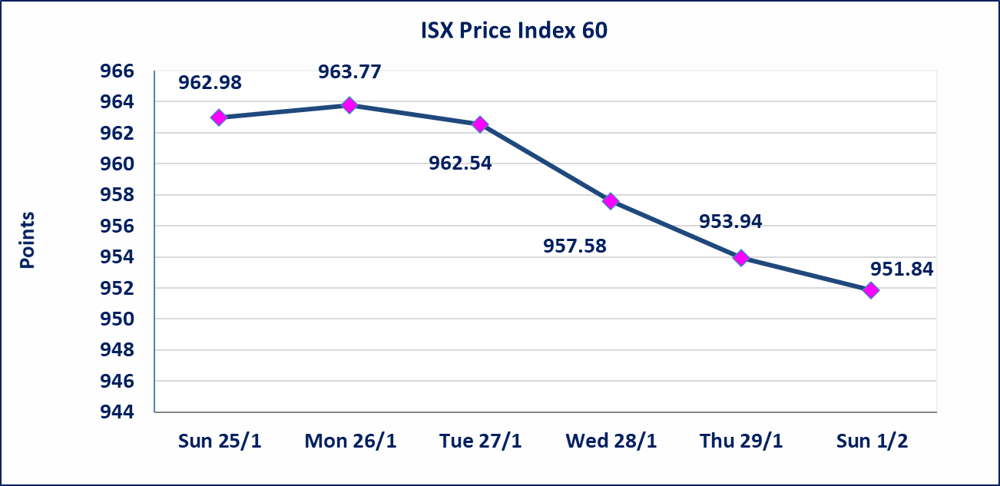 ISX Price Index 60
Points
966
964
962
960
958
956
954
952
950
948
946
944
962.98
963.77
962.54
957.58
953.94
951.84
Sun 25/1
Mon 26/1
Tue 27/1
Wed 28/1
Thu 29/1
Sun 1/2